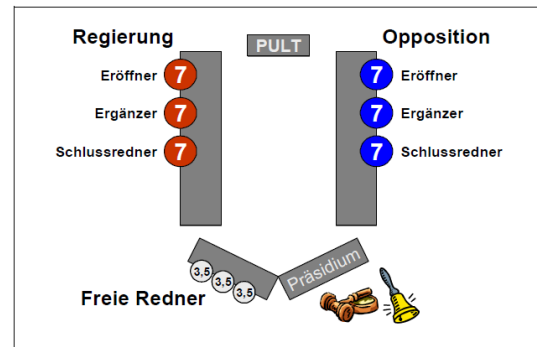 Regierung
PULT
Opposition
Eröffner 7
7 Eröffner
Ergänzer 7
7 Ergänzer
Schlussredner 7
7 Schlussredner
3,5
3,5
3,5
Präsidium
Freie Redner